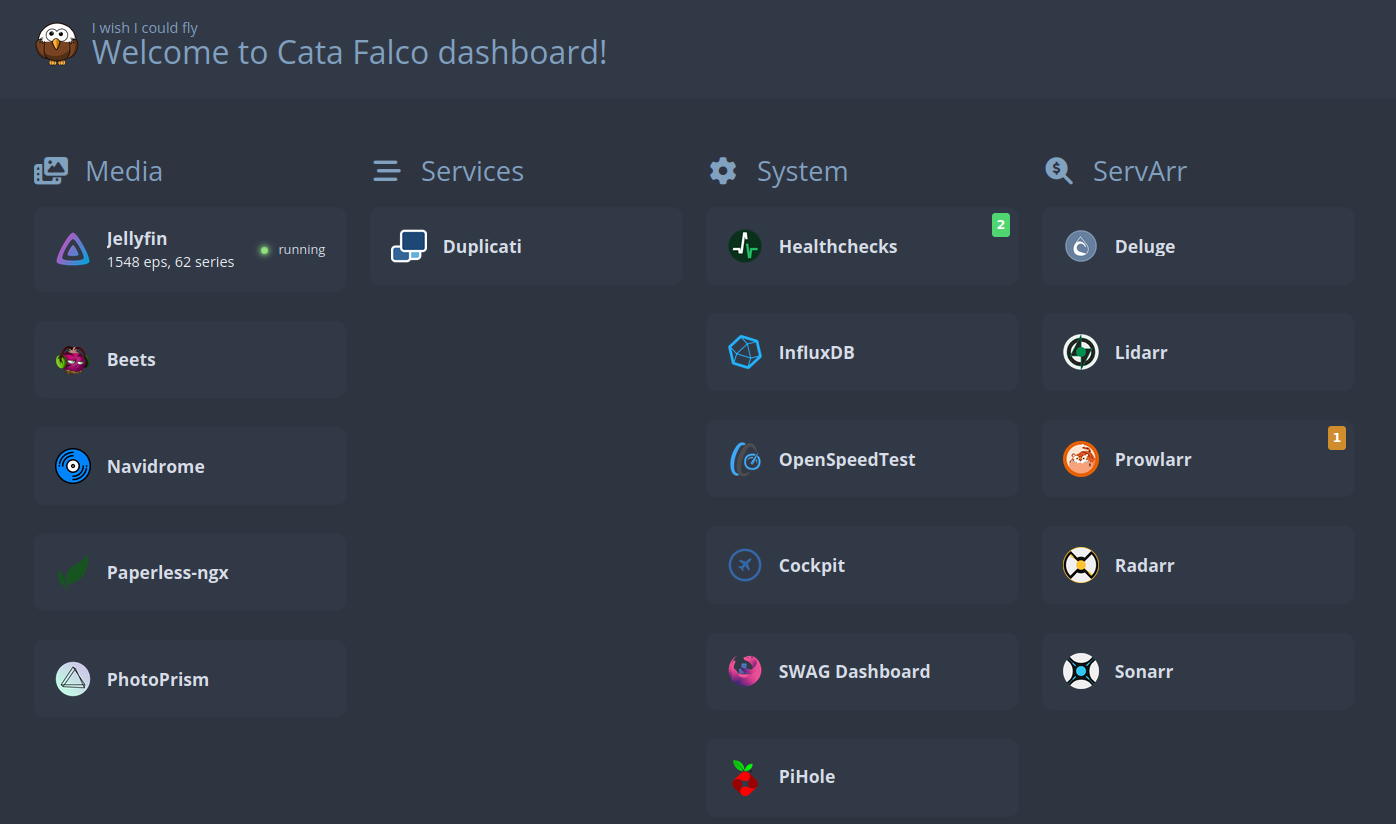 I wish I could fly
Welcome to Cata Falco dashboard!
Media
Jellyfin
1548 eps, 62 series
running
Beets
Navidrome
Paperless-ngx
PhotoPrism
Services
Duplicati
System
2
Healthchecks
InfluxDB
OpenSpeedTest
Cockpit
SWAG Dashboard
PiHole
ServArr
Deluge
Lidarr
1
Prowlarr
Radarr
Sonarr